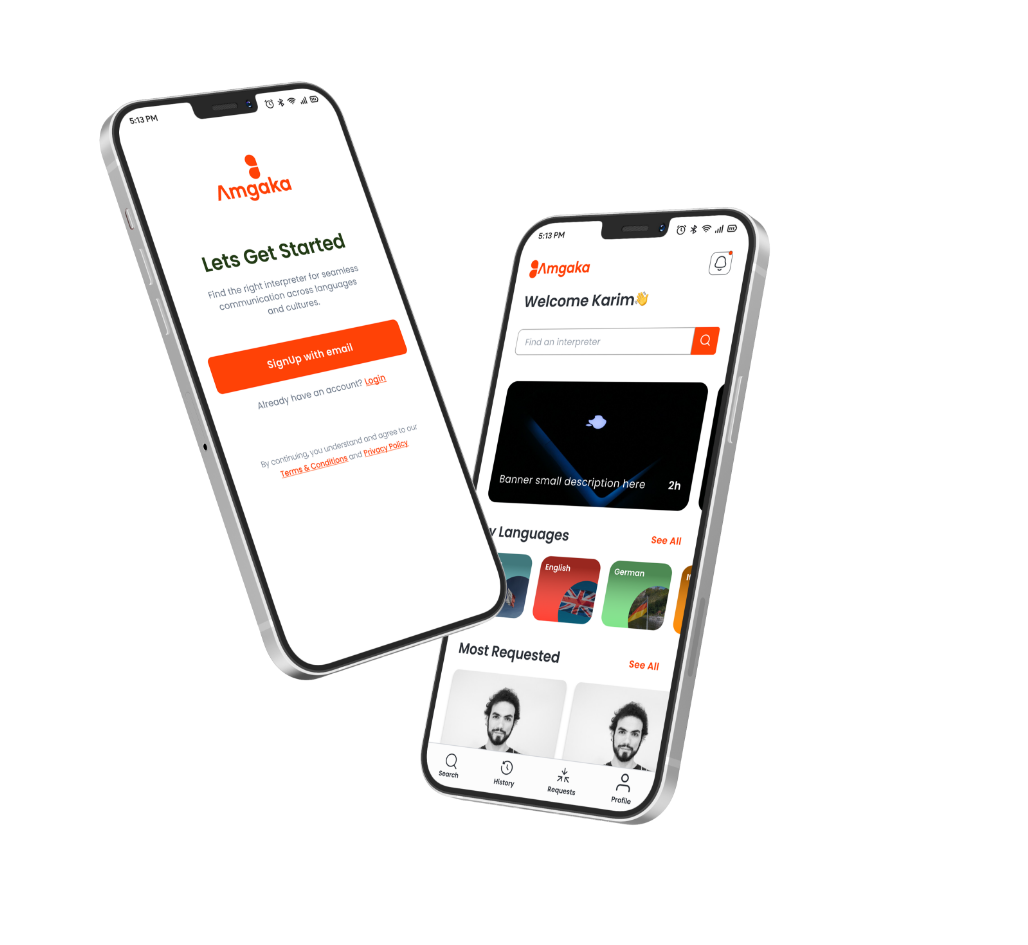 5:13 PM
Amgaka
Lets Get Started
Find the right interpreter for seamless
communication across languages
and cultures.
SignUp with email
Already have an account? Login
By continuing, you understand and agree to our
Terms & Conditions and Privacy Policy
5:13 PM
Amgaka
Welcome Karim👋
Find an interpreter
Banner small description here 2h
Languages See All
English German
Most Requested See All
Search History Requests Profile